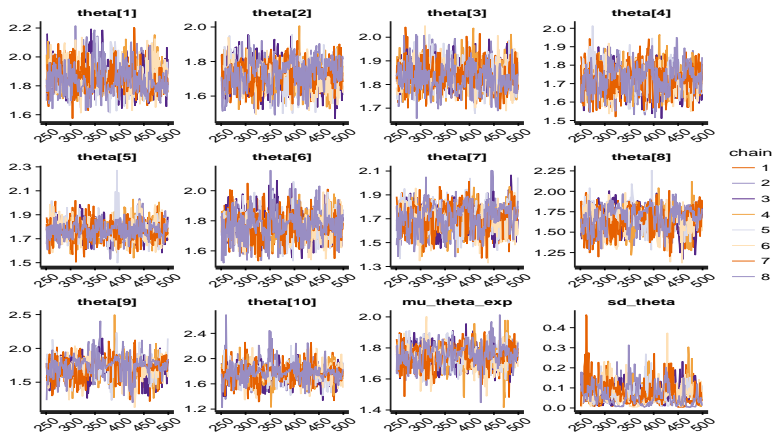 theta[1] theta[2] theta[3] theta[4]
2.2 2.0 1.8 1.6
2.0 1.8 1.6
2.0 1.9 1.8 1.7
2.0 1.9 1.8 1.7 1.6 1.5
250 300 350 400 450 500
250 300 350 400 450 500
250 300 350 400 450 500
250 300 350 400 450 500
theta[5] theta[6] theta[7] theta[8]
2.3 2.1 1.9 1.7 1.5
2.0 1.8 1.6
2.1 1.9 1.7 1.5 1.3
2.25 2.00 1.75 1.50 1.25
250 300 350 400 450 500
250 300 350 400 450 500
250 300 350 400 450 500
250 300 350 400 450 500
theta[9] theta[10] mu_theta_exp sd_theta
2.5 2.0 1.5
2.4 2.0 1.6 1.2
2.0 1.8 1.6 1.4
0.4 0.3 0.2 0.1 0.0
250 300 350 400 450 500
250 300 350 400 450 500
250 300 350 400 450 500
250 300 350 400 450 500
chain
1
2
3
4
5
6
7
8